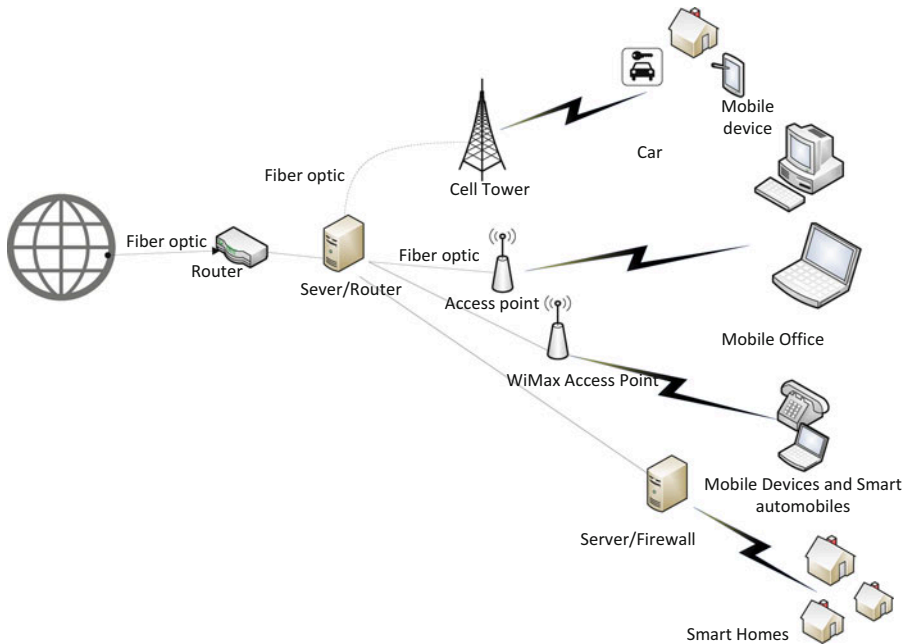 Mobile
device
Car
Fiber optic
Cell Tower
Fiber optic
Router
Sever/Router
Fiber optic
Access point
Mobile Office
WiMax Access Point
Mobile Devices and Smart
automobiles
Server/Firewall
Smart Homes